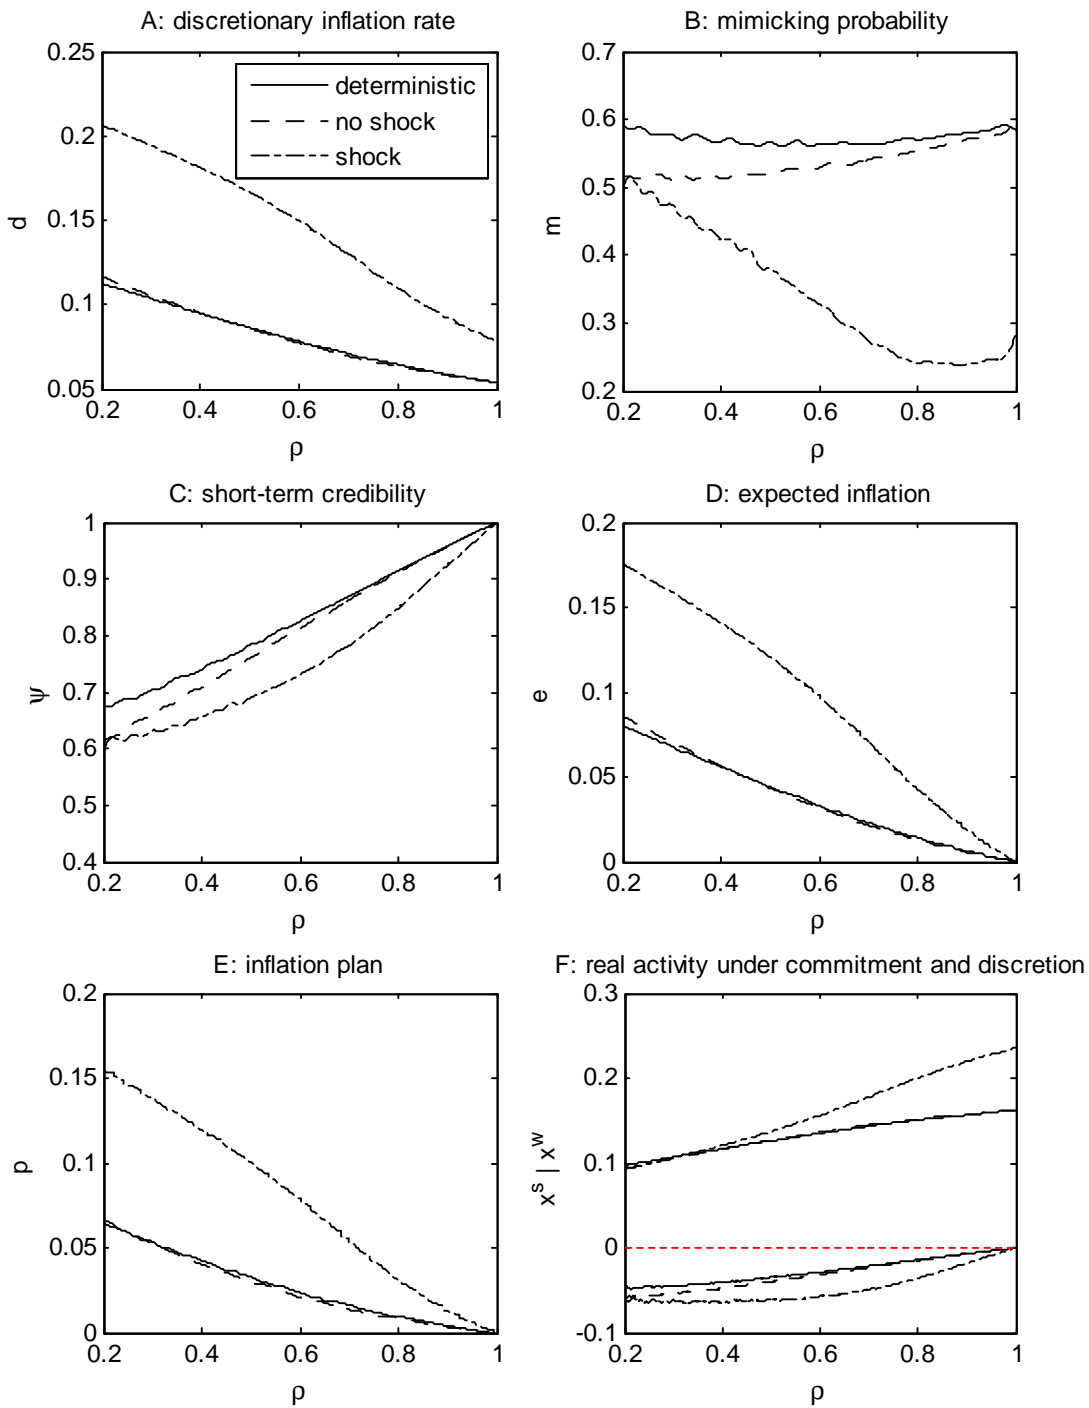 A: discretionary inflation rate
0.25
0.2
0.15
0.1
0.05
d
0.2 0.4 0.6 0.8 1
ρ
deterministic
no shock
shock
B: mimicking probability
0.7
0.6
0.5
0.4
0.3
0.2
m
0.2 0.4 0.6 0.8 1
ρ
C: short-term credibility
1
0.9
0.8
0.7
0.6
0.5
0.4
ψ
0.2 0.4 0.6 0.8 1
ρ
D: expected inflation
0.2
0.15
0.1
0.05
0
e
0.2 0.4 0.6 0.8 1
ρ
E: inflation plan
0.2
0.15
0.1
0.05
0
p
0.2 0.4 0.6 0.8 1
ρ
F: real activity under commitment and discretion
0.3
0.2
0.1
0
-0.1
x^s | x^w
0.2 0.4 0.6 0.8 1
ρ